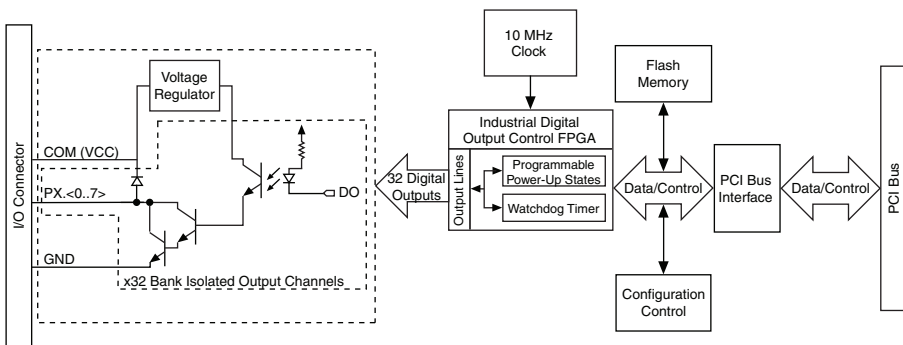 I/O Connector
COM (VCC)
PX.<0..7>
GND
Voltage
Regulator
DO
x32 Bank Isolated Output Channels
32 Digital
Outputs
10 MHz
Clock
Industrial Digital
Output Control FPGA
Output Lines
Programmable
Power-Up States
Watchdog Timer
Flash
Memory
Data/Control
Configuration
Control
PCI Bus
Interface
Data/Control
PCI Bus